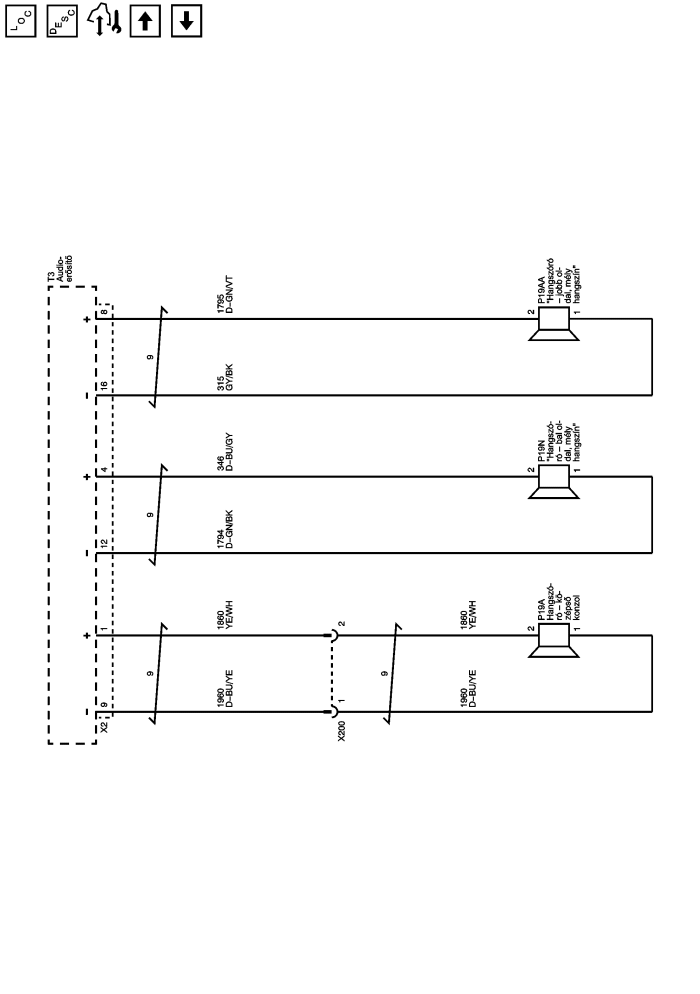 LOC
DESC
T3
Audio-
erősítő
X2
9
1
12
4
16
8
-
+
-
+
-
+
9
9
9
1960
D-BU/YE
1860
YE/WH
1794
D-GN/BK
346
D-BU/GY
315
GY/BK
1795
D-GN/VT
X200
1
2
9
1960
D-BU/YE
1860
YE/WH
2
P19A
Hangszó-
ró – kö-
zépső
konzol
1
2
P19N
"Hangszó-
ró – bal ol-
dal, mély
hangszín"
1
2
P19AA
"Hangszóró
– jobb ol-
dal, mély
hangszín"
1